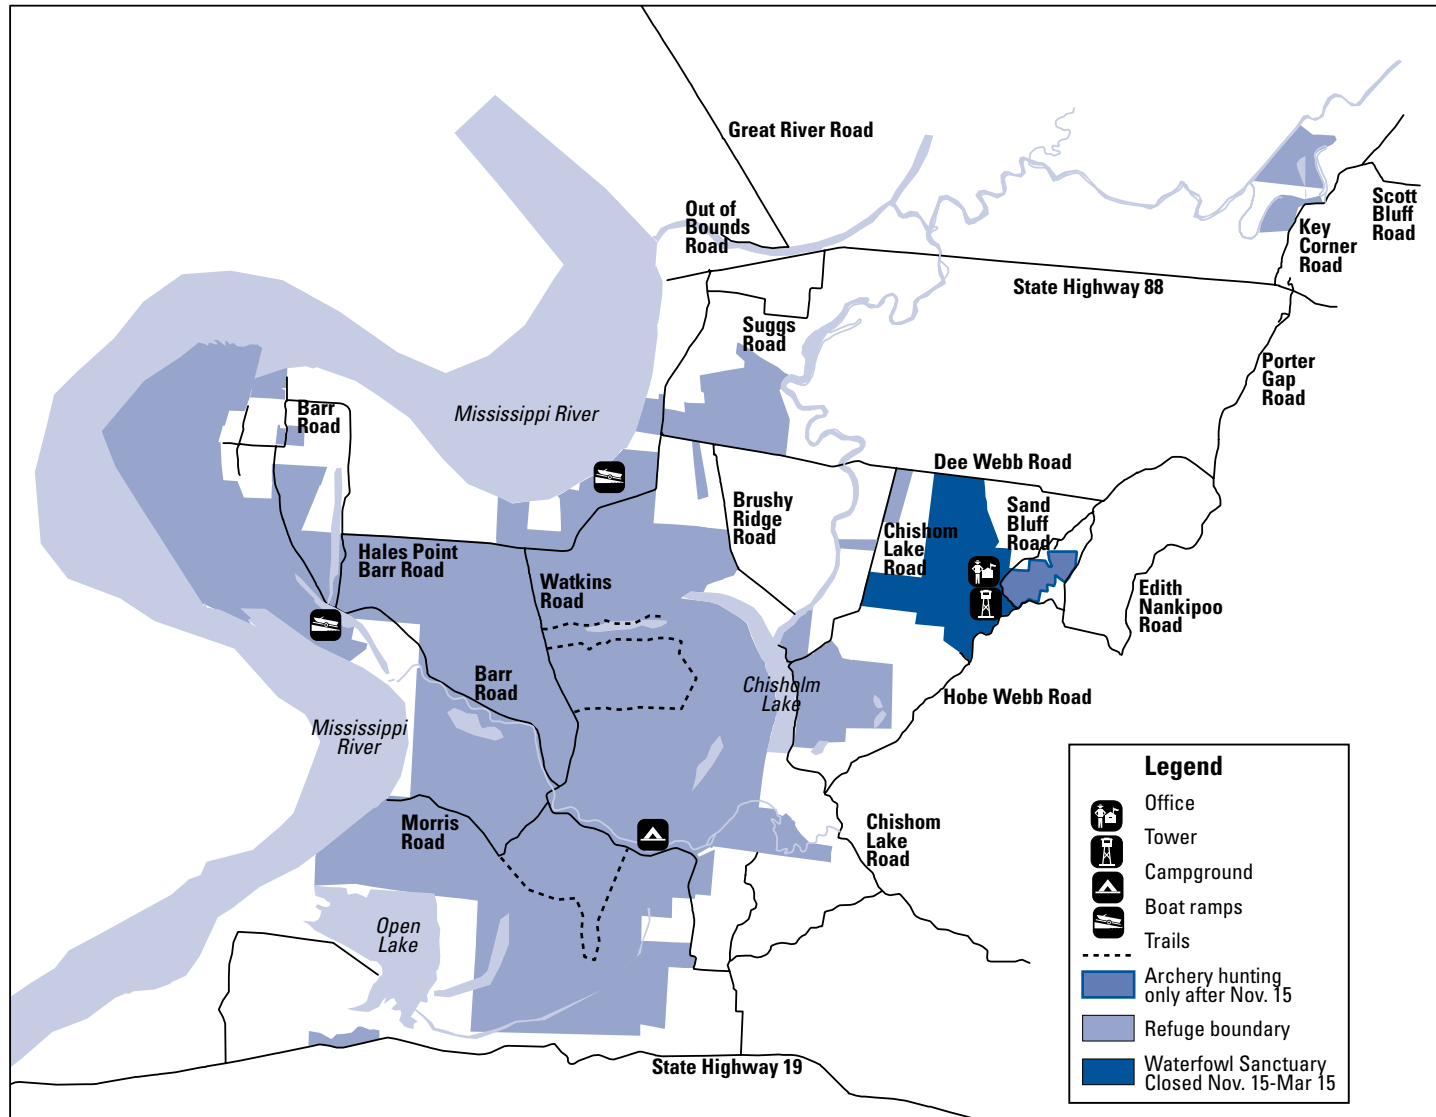 Great River Road
Out of
Bounds
Road
Scott
Bluff
Road
Key
Corner
Road
State Highway 88
Suggs
Road
Porter
Gap
Road
Mississippi River
Barr
Road
Dee Webb Road
Brushy
Ridge
Road
Sand
Bluff
Road
Chishom
Lake
Road
Hales Point
Barr Road
Watkins
Road
Edith
Nankipoo
Road
Barr
Road
Chisholm
Lake
Hobe Webb Road
Mississippi
River
Morris
Road
Chishom
Lake
Road
Open
Lake
State Highway 19
Legend
Office
Tower
Campground
Boat ramps
Trails
Archery hunting
only after Nov. 15
Refuge boundary
Waterfowl Sanctuary
Closed Nov. 15-Mar 15